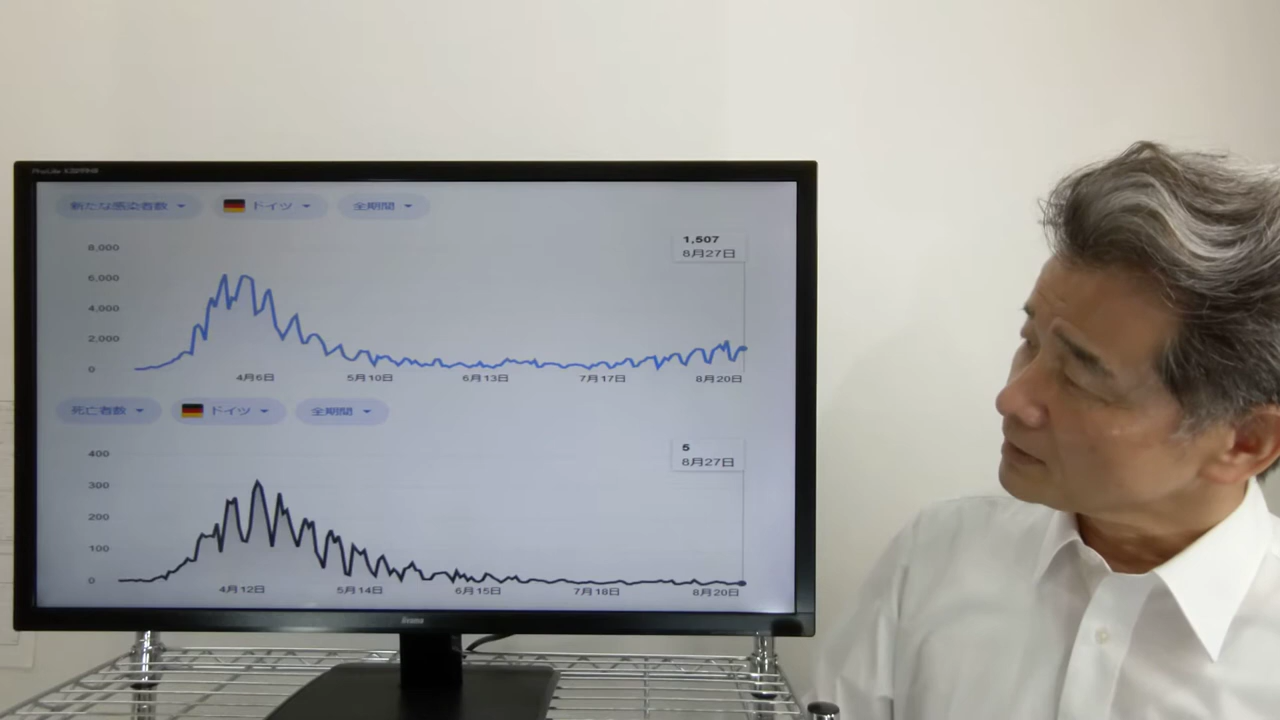 ProLite X3291HS
新たな感染者数 ドイツ 全期間
1,507
8月27日
8,000
6,000
4,000
2,000
0
4月6日 5月10日 6月13日 7月17日 8月20日
死亡者数 ドイツ 全期間
5
8月27日
400
300
200
100
0
4月12日 5月14日 6月15日 7月18日 8月20日
iiyama